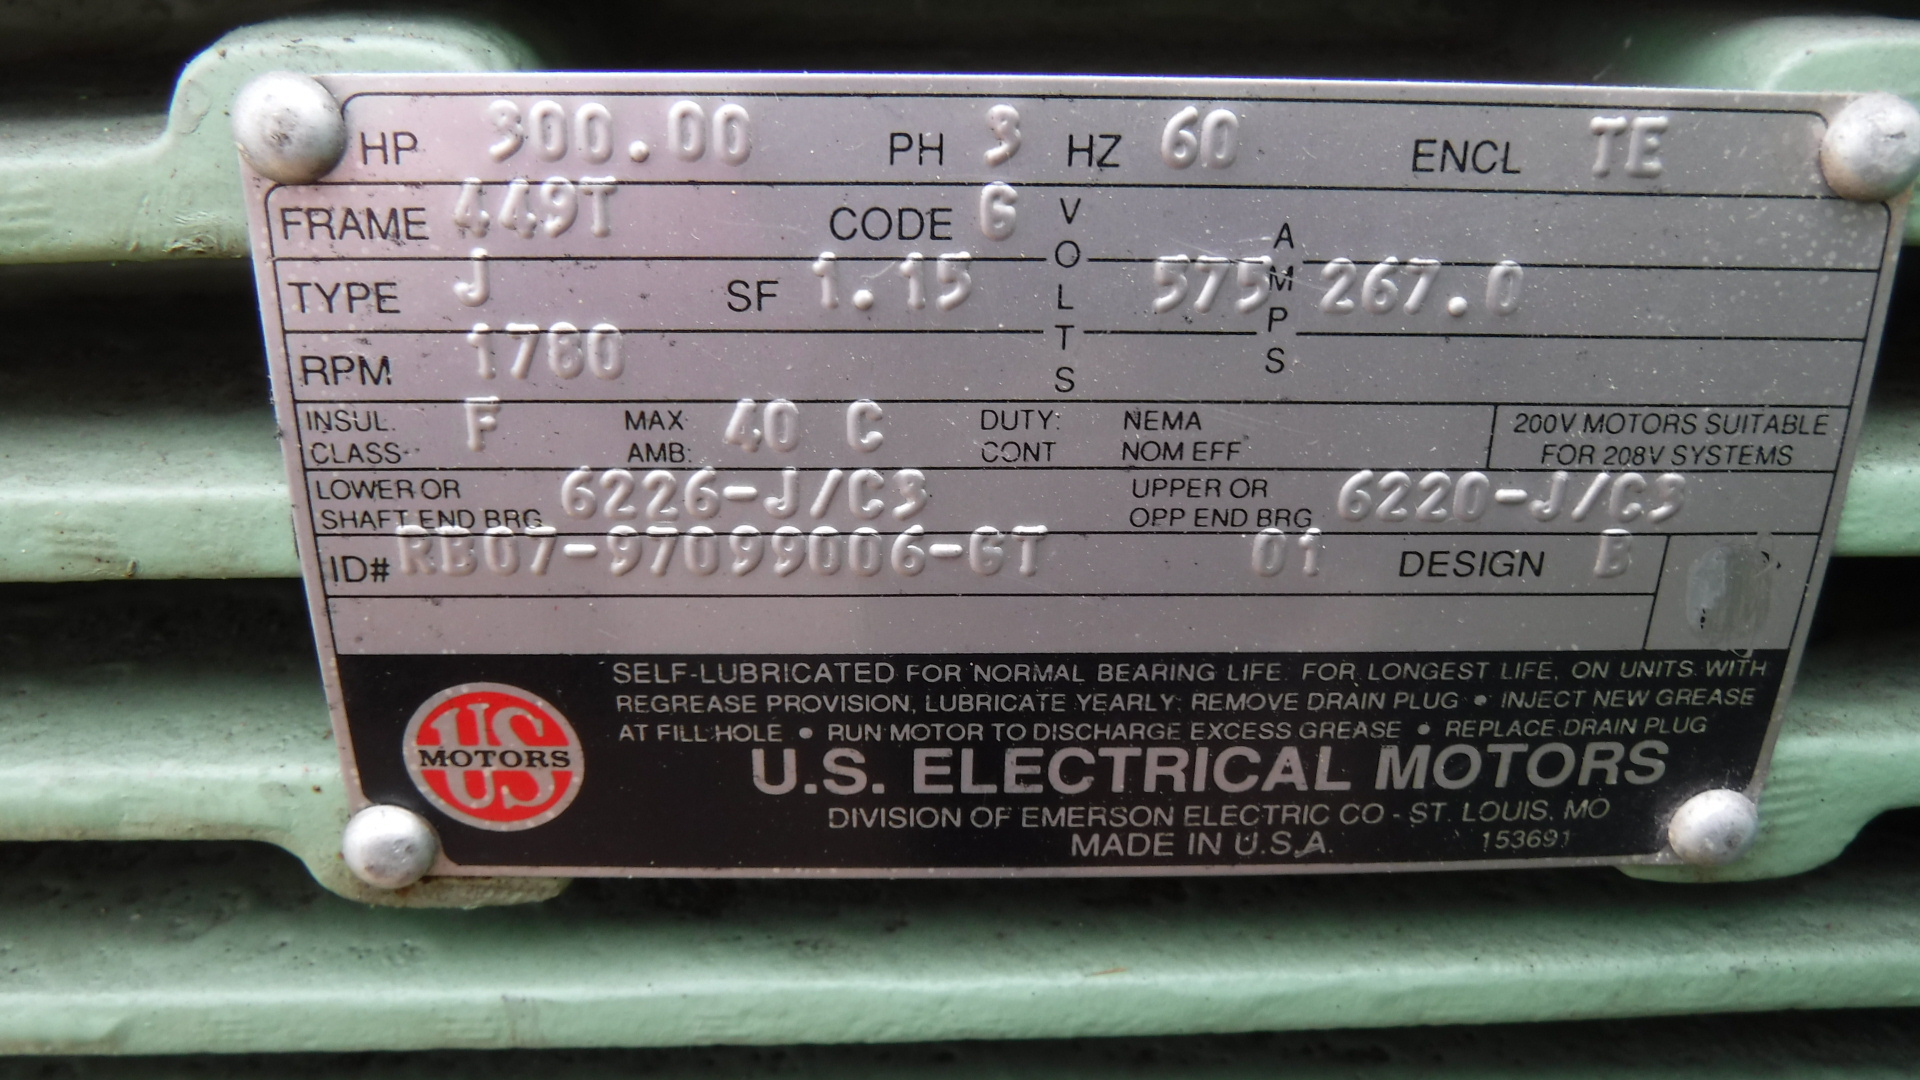 HP 300.00 PH 3 HZ 60 ENCL TE
FRAME 449T CODE G VOLTS AMPS
TYPE J SF 1.15 575 267.0
RPM 1780
INSUL. CLASS F MAX AMB: 40 C DUTY: CONT NEMA NOM EFF 200V MOTORS SUITABLE FOR 208V SYSTEMS
LOWER OR SHAFT END BRG 6226-J/C3 UPPER OR OPP END BRG 6220-J/C3
ID# RB07-97099006-GT 01 DESIGN B
SELF-LUBRICATED FOR NORMAL BEARING LIFE. FOR LONGEST LIFE, ON UNITS WITH
REGREASE PROVISION, LUBRICATE YEARLY: REMOVE DRAIN PLUG • INJECT NEW GREASE
AT FILL HOLE • RUN MOTOR TO DISCHARGE EXCESS GREASE • REPLACE DRAIN PLUG
US MOTORS
U.S. ELECTRICAL MOTORS
DIVISION OF EMERSON ELECTRIC CO - ST. LOUIS, MO
MADE IN U.S.A. 153691